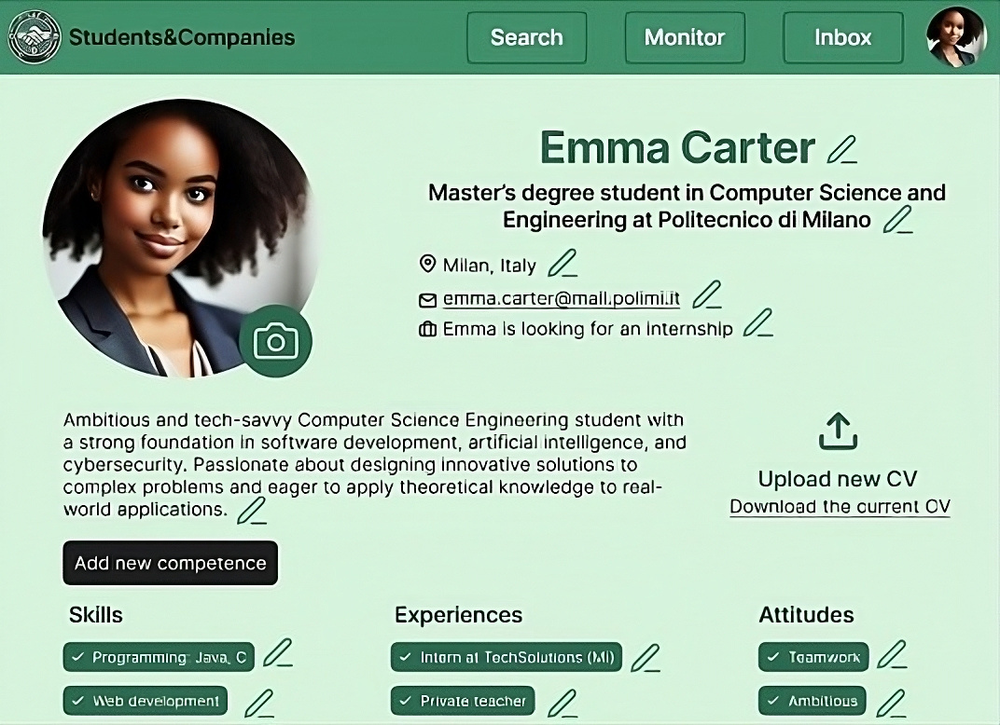 Students&Companies
Search
Monitor
Inbox
Emma Carter
Master's degree student in Computer Science and
Engineering at Politecnico di Milano
Milan, Italy
emma.carter@mail.polimi.it
Emma is looking for an internship
Ambitious and tech-savvy Computer Science Engineering student with
a strong foundation in software development, artificial intelligence, and
cybersecurity. Passionate about designing innovative solutions to
complex problems and eager to apply theoretical knowledge to real-
world applications.
Upload new CV
Download the current CV
Add new competence
Skills
Programming: Java, C
Web development
Experiences
Intern at TechSolutions (Mi)
Private teacher
Attitudes
Teamwork
Ambitious